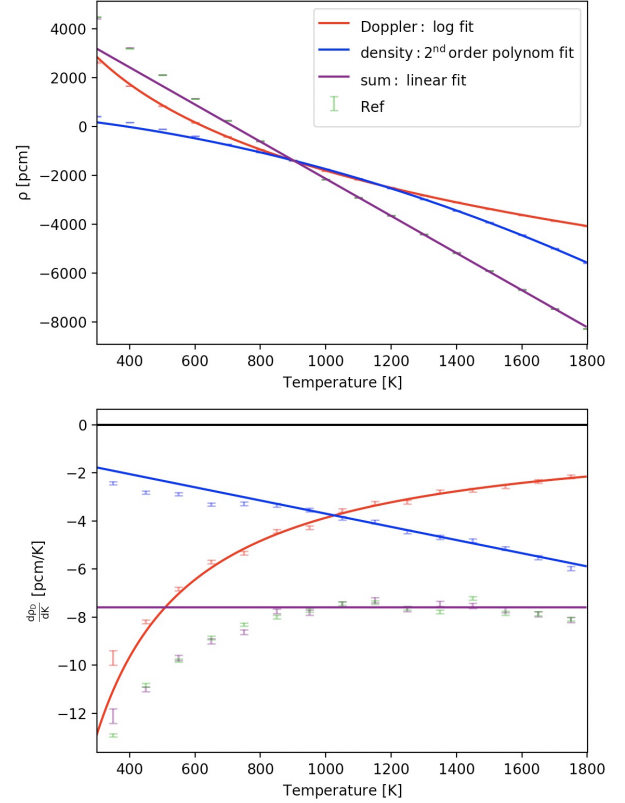 4000
2000
0
−2000
−4000
−6000
−8000
ρ [pcm]
Doppler: log fit
density: 2nd order polynom fit
sum: linear fit
Ref
400 600 800 1000 1200 1400 1600 1800
Temperature [K]
0
−2
−4
−6
−8
−10
−12
dρD/dK [pcm/K]
400 600 800 1000 1200 1400 1600 1800
Temperature [K]